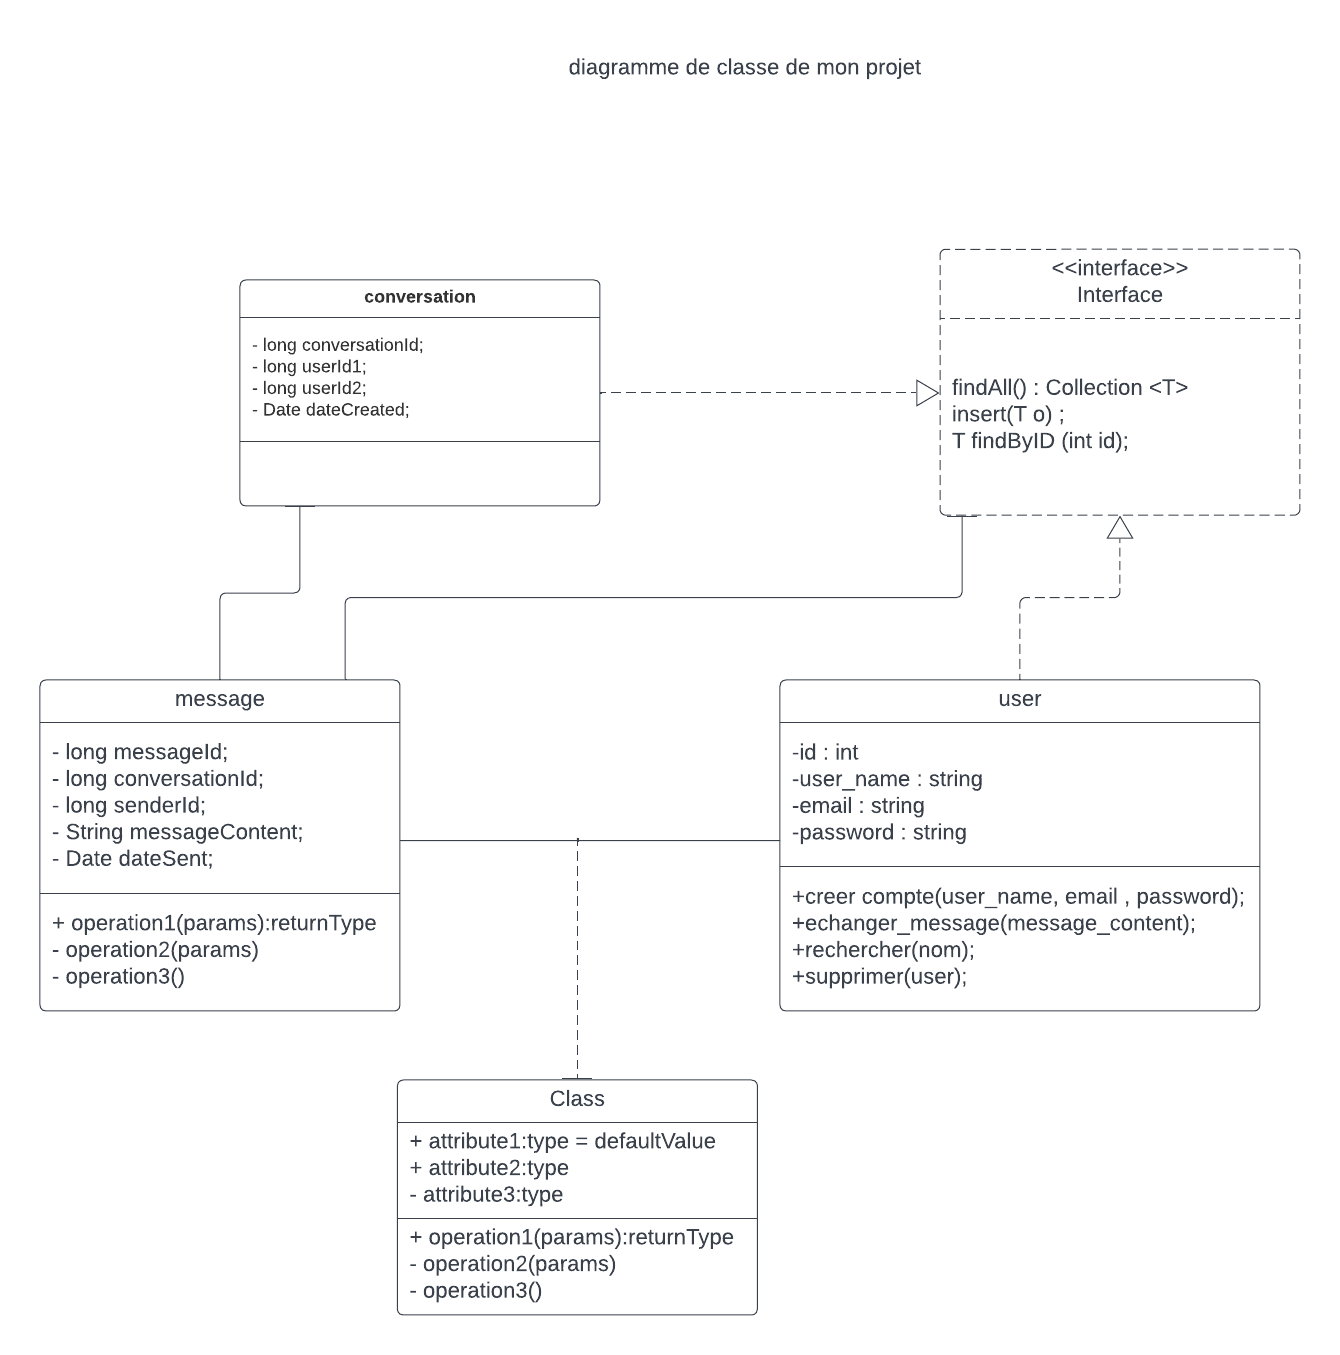 diagramme de classe de mon projet
conversation
- long conversationId;
- long userId1;
- long userId2;
- Date dateCreated;
<<interface>>
Interface
findAll() : Collection <T>
insert(T o) ;
T findByID (int id);
message
- long messageId;
- long conversationId;
- long senderId;
- String messageContent;
- Date dateSent;
+ operation1(params):returnType
- operation2(params)
- operation3()
user
-id : int
-user_name : string
-email : string
-password : string
+creer compte(user_name, email , password);
+echanger_message(message_content);
+rechercher(nom);
+supprimer(user);
Class
+ attribute1:type = defaultValue
+ attribute2:type
- attribute3:type
+ operation1(params):returnType
- operation2(params)
- operation3()